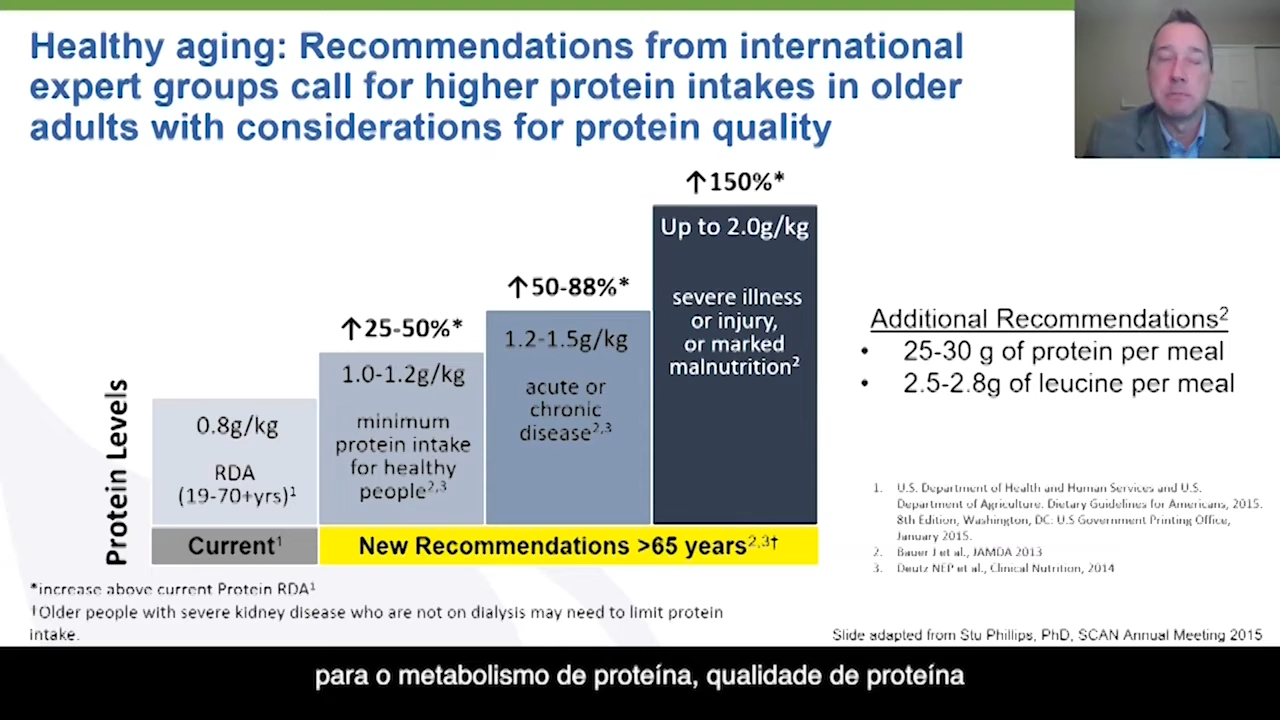 Healthy aging: Recommendations from international
expert groups call for higher protein intakes in older
adults with considerations for protein quality
Protein Levels
0.8g/kg
RDA
(19-70+yrs)¹
Current¹
↑25-50%*
1.0-1.2g/kg
minimum
protein intake
for healthy
people²,³
↑50-88%*
1.2-1.5g/kg
acute or
chronic
disease²,³
↑150%*
Up to 2.0g/kg
severe illness
or injury,
or marked
malnutrition²
New Recommendations >65 years²,³†
Additional Recommendations²
• 25-30 g of protein per meal
• 2.5-2.8g of leucine per meal
1. U.S. Department of Health and Human Services and U.S.
Department of Agriculture. Dietary Guidelines for Americans, 2015.
8th Edition, Washington, DC: U.S Government Printing Office,
January 2015.
2. Bauer J et al., JAMDA 2013
3. Deutz NEP et al., Clinical Nutrition, 2014
*increase above current Protein RDA¹
†Older people with severe kidney disease who are not on dialysis may need to limit protein
intake.
Slide adapted from Stu Phillips, PhD, SCAN Annual Meeting 2015
para o metabolismo de proteína, qualidade de proteína